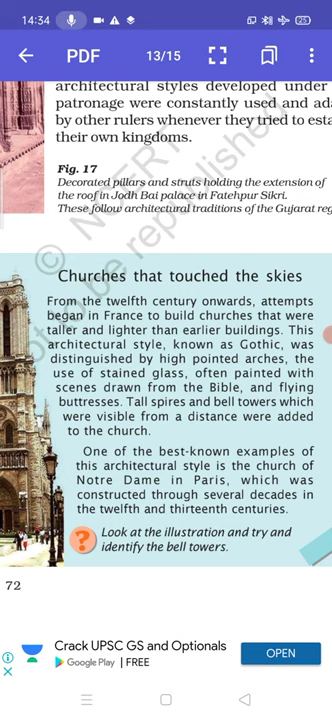 14:34
25
PDF
13/15
architectural styles developed under
patronage were constantly used and ad
by other rulers whenever they tried to esta
their own kingdoms.
Fig. 17
Decorated pillars and struts holding the extension of
the roof in Jodh Bai palace in Fatehpur Sikri.
These follow architectural traditions of the Gujarat reg
© NCERT
not to be republished
Churches that touched the skies
From the twelfth century onwards, attempts
began in France to build churches that were
taller and lighter than earlier buildings. This
architectural style, known as Gothic, was
distinguished by high pointed arches, the
use of stained glass, often painted with
scenes drawn from the Bible, and flying
buttresses. Tall spires and bell towers which
were visible from a distance were added
to the church.
One of the best-known examples of
this architectural style is the church of
Notre Dame in Paris, which was
constructed through several decades in
the twelfth and thirteenth centuries.
? Look at the illustration and try and
identify the bell towers.
72
Crack UPSC GS and Optionals
Google Play | FREE
OPEN